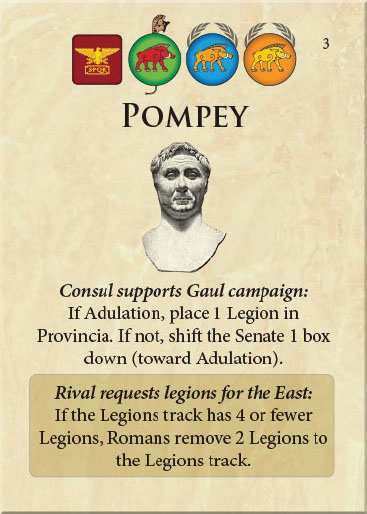 SPQR
3
POMPEY
Consul supports Gaul campaign:
If Adulation, place 1 Legion in
Provincia. If not, shift the Senate 1 box
down (toward Adulation).
Rival requests legions for the East:
If the Legions track has 4 or fewer
Legions, Romans remove 2 Legions to
the Legions track.